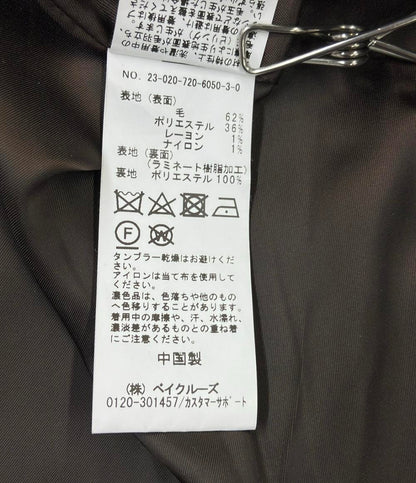 NO. 23-020-720-6050-3-0
表地(表面)
毛 62%
ポリエステル 36%
レーヨン 1%
ナイロン 1%
表地(裏面)
(ラミネート樹脂加工)
裏地 ポリエステル 100%
F
W
タンブラー乾燥はお避けくださ
い。
アイロンは当て布を使用して
ください。
濃色品は、色落ちや他のもの
へ色移りすることがあります。
着用中の摩擦や、汗、水濡れ、
濃淡差があるものとの重ね着
にご注意ください。
中国製
(株) ベイクルーズ
0120-301457/カスタマーサポート